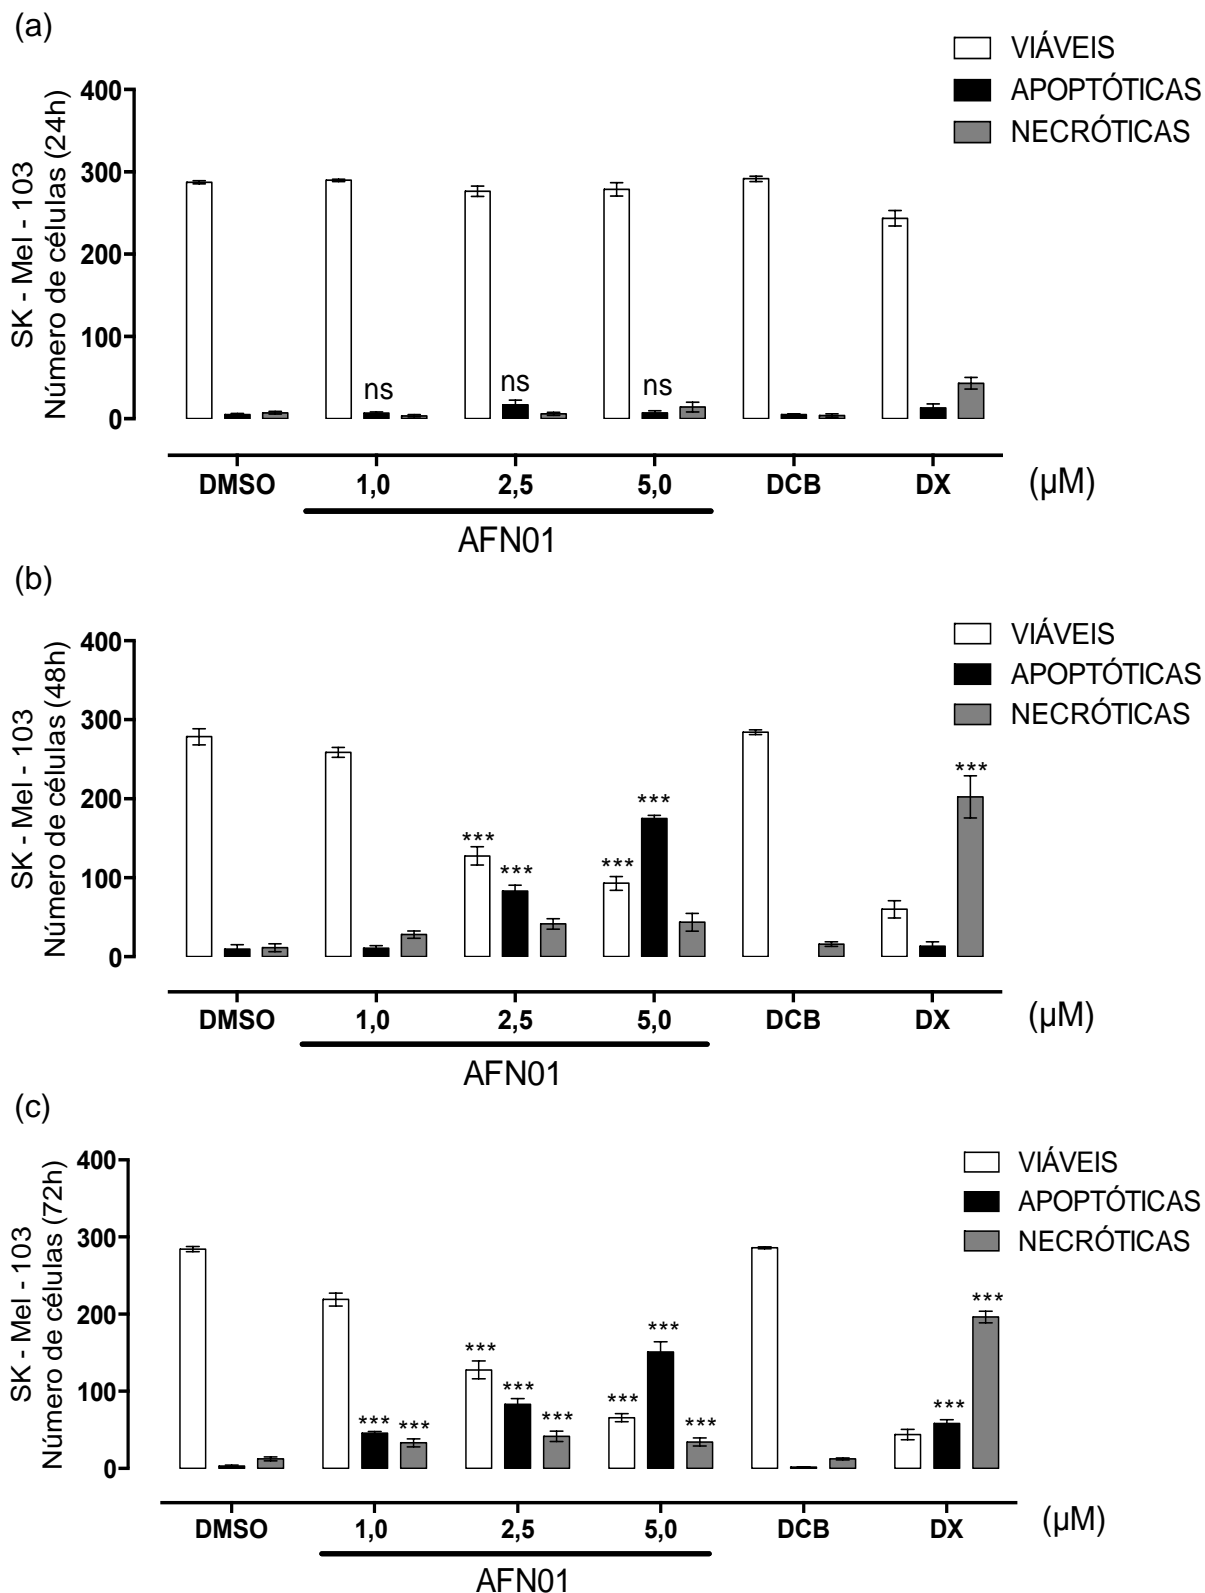 (a)
VIÁVEIS
APOPTÓTICAS
NECRÓTICAS
SK - Mel - 103
Número de células (24h)
400
300
200
100
0
ns
ns
ns
DMSO 1,0 2,5 5,0 DCB DX (µM)
AFN01
(b)
VIÁVEIS
APOPTÓTICAS
NECRÓTICAS
SK - Mel - 103
Número de células (48h)
400
300
200
100
0
***
***
***
***
***
DMSO 1,0 2,5 5,0 DCB DX (µM)
AFN01
(c)
VIÁVEIS
APOPTÓTICAS
NECRÓTICAS
SK - Mel - 103
Número de células (72h)
400
300
200
100
0
***
***
***
***
***
***
***
***
***
***
DMSO 1,0 2,5 5,0 DCB DX (µM)
AFN01